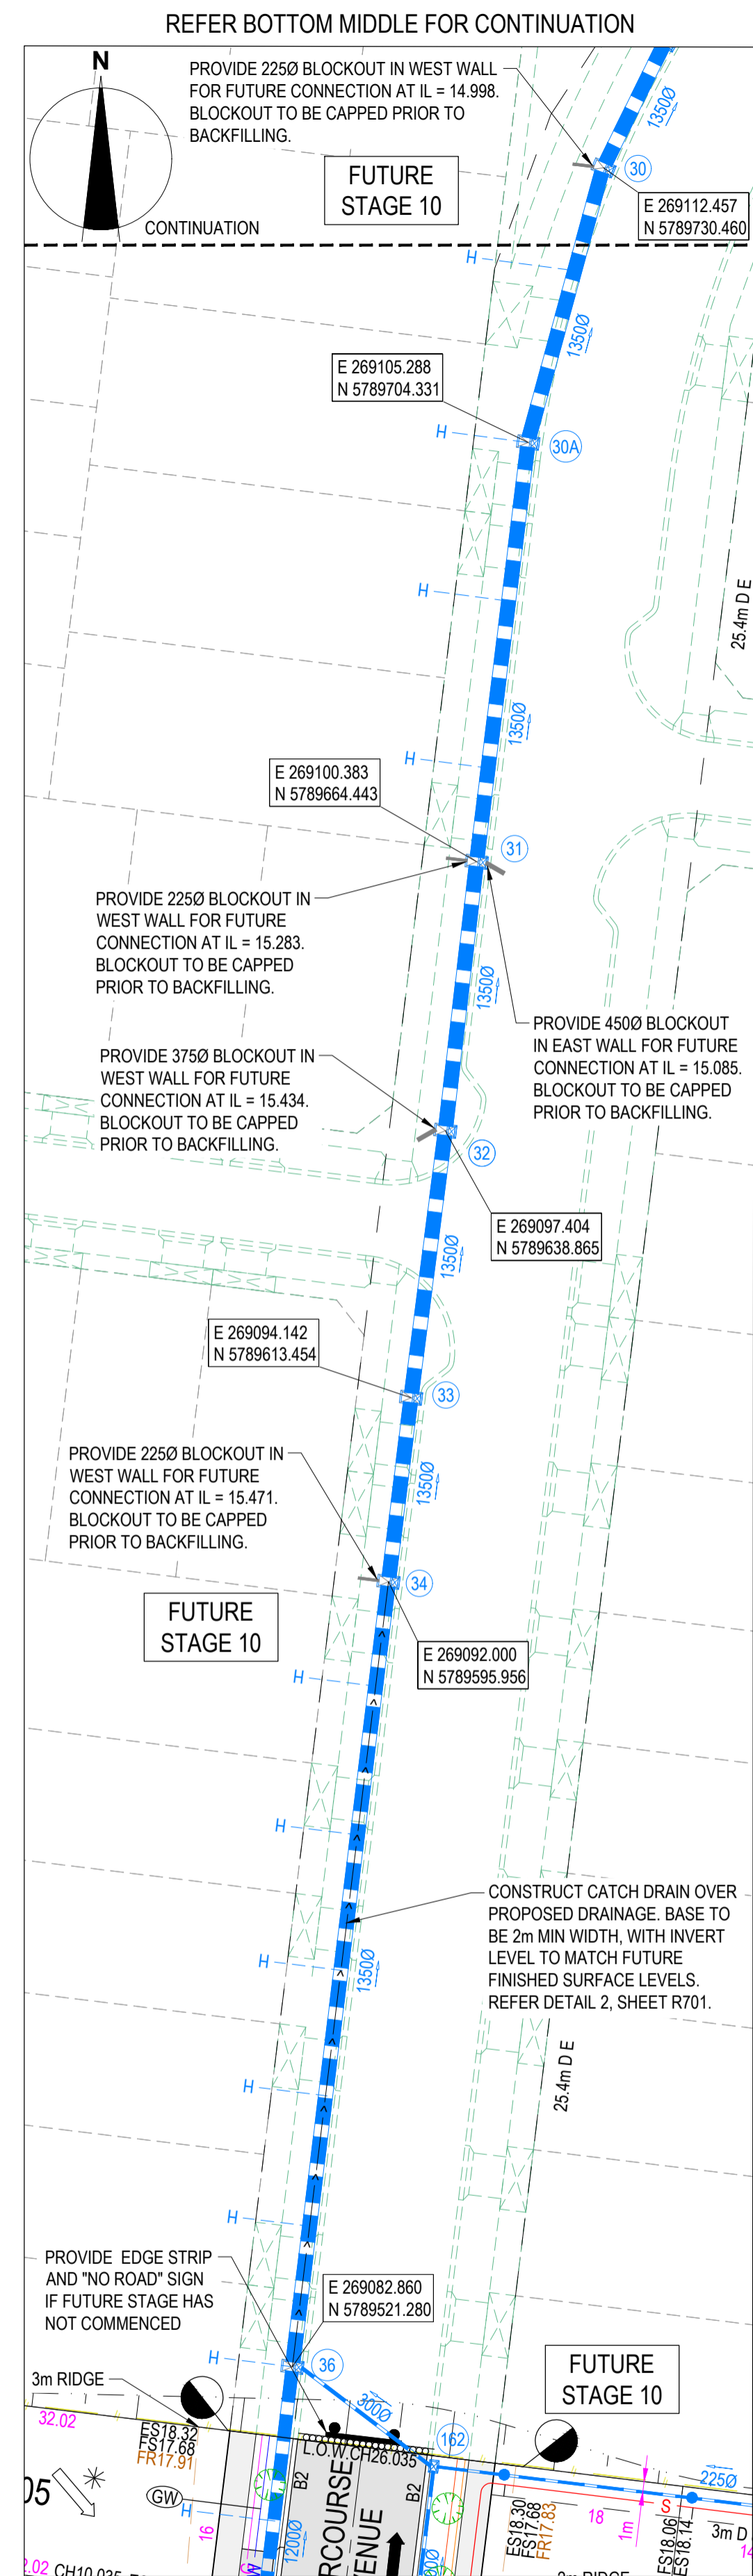 REFER BOTTOM MIDDLE FOR CONTINUATION
N
PROVIDE 225Ø BLOCKOUT IN WEST WALL
FOR FUTURE CONNECTION AT IL = 14.998.
BLOCKOUT TO BE CAPPED PRIOR TO
BACKFILLING.
1350Ø
FUTURE
STAGE 10
30
E 269112.457
N 5789730.460
CONTINUATION
H
1350Ø
E 269105.288
N 5789704.331
H
30A
H
25.4m D E
1350Ø
H
E 269100.383
N 5789664.443
31
PROVIDE 225Ø BLOCKOUT IN
WEST WALL FOR FUTURE
CONNECTION AT IL = 15.283.
BLOCKOUT TO BE CAPPED
PRIOR TO BACKFILLING.
1350Ø
PROVIDE 450Ø BLOCKOUT
IN EAST WALL FOR FUTURE
CONNECTION AT IL = 15.085.
BLOCKOUT TO BE CAPPED
PRIOR TO BACKFILLING.
PROVIDE 375Ø BLOCKOUT IN
WEST WALL FOR FUTURE
CONNECTION AT IL = 15.434.
BLOCKOUT TO BE CAPPED
PRIOR TO BACKFILLING.
32
E 269097.404
N 5789638.865
1350Ø
E 269094.142
N 5789613.454
33
PROVIDE 225Ø BLOCKOUT IN
WEST WALL FOR FUTURE
CONNECTION AT IL = 15.471.
BLOCKOUT TO BE CAPPED
PRIOR TO BACKFILLING.
1350Ø
34
FUTURE
STAGE 10
E 269092.000
N 5789595.956
H
H
CONSTRUCT CATCH DRAIN OVER
PROPOSED DRAINAGE. BASE TO
BE 2m MIN WIDTH, WITH INVERT
LEVEL TO MATCH FUTURE
FINISHED SURFACE LEVELS.
REFER DETAIL 2, SHEET R701.
H
1350Ø
25.4m D E
H
H
PROVIDE EDGE STRIP
AND "NO ROAD" SIGN
IF FUTURE STAGE HAS
NOT COMMENCED
E 269082.860
N 5789521.280
H
36
FUTURE
STAGE 10
3m RIDGE
300Ø
32.02
ES18.32
FS17.68
FR17.91
L.O.W.CH26.035
162
225Ø
05
GW
B2
B2
H
16
1200Ø
ES18.30
FS17.68
FR17.83
18
1m
S
ES18.06
ES18.14
3m D
CH10.035